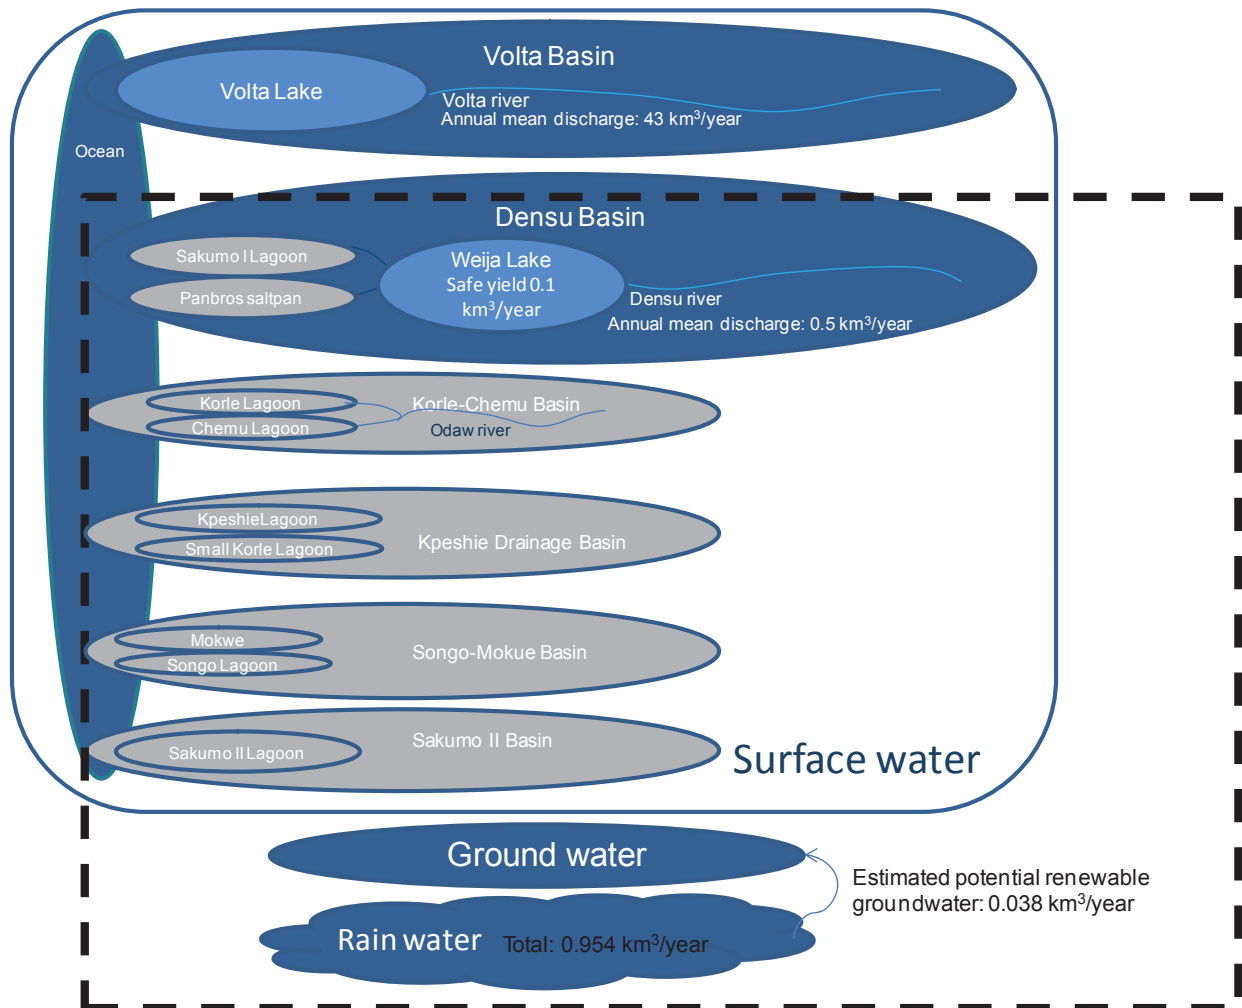 Volta Basin
Volta Lake
Volta river
Annual mean discharge: 43 km³/year
Ocean
Densu Basin
Sakumo I Lagoon
Panbros saltpan
Weija Lake
Safe yield 0.1
km³/year
Densu river
Annual mean discharge: 0.5 km³/year
Korle Lagoon
Chemu Lagoon
Korle-Chemu Basin
Odaw river
Kpeshie Lagoon
Small Korle Lagoon
Kpeshie Drainage Basin
Mokwe
Songo Lagoon
Songo-Mokue Basin
Sakumo II Lagoon
Sakumo II Basin
Surface water
Ground water
Estimated potential renewable
groundwater: 0.038 km³/year
Rain water Total: 0.954 km³/year